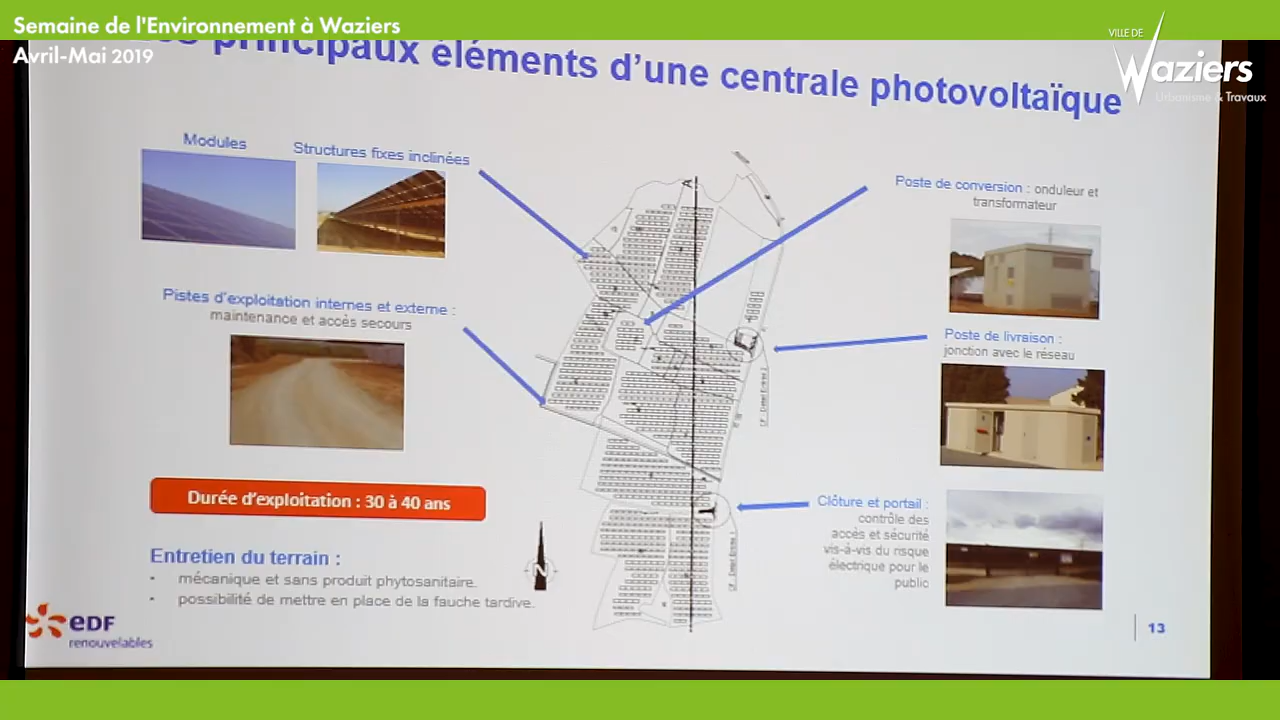 Semaine de l'Environnement à Waziers
Avril-Mai 2019
VILLE DE
Waziers
Urbanisme & Travaux
principaux éléments d'une centrale photovoltaïque
Modules
Structures fixes inclinées
Poste de conversion : onduleur et
transformateur
Pistes d'exploitation internes et externe :
maintenance et accès secours
Poste de livraison :
jonction avec le réseau
Durée d'exploitation : 30 à 40 ans
Clôture et portail :
contrôle des
accès et sécurité
vis-à-vis du risque
électrique pour le
public
Entretien du terrain :
• mécanique et sans produit phytosanitaire.
• possibilité de mettre en place de la fauche tardive.
A
N
eDF
renouvelables
13